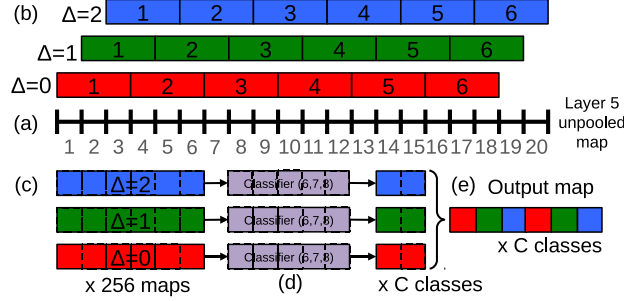 (b) Δ=2 1 2 3 4 5 6
Δ=1 1 2 3 4 5 6
Δ=0 1 2 3 4 5 6
(a) Layer 5
unpooled
map
1 2 3 4 5 6 7 8 9 10 11 12 13 14 15 16 17 18 19 20
(c) Δ=2 Classifier (6,7,8) (e) Output map
Δ=1 Classifier (6,7,8)
x C classes
Δ=0 Classifier (6,7,8)
x 256 maps (d) x C classes